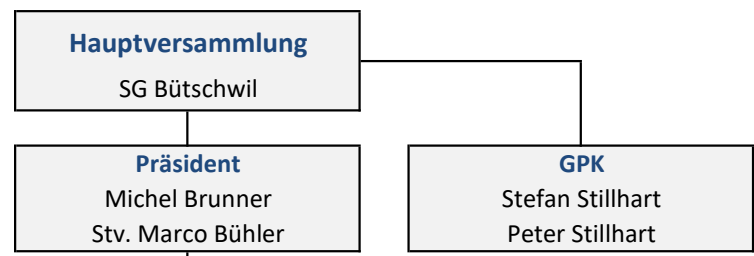 Hauptversammlung
SG Bütschwil
Präsident
Michel Brunner
Stv. Marco Bühler
GPK
Stefan Stillhart
Peter Stillhart